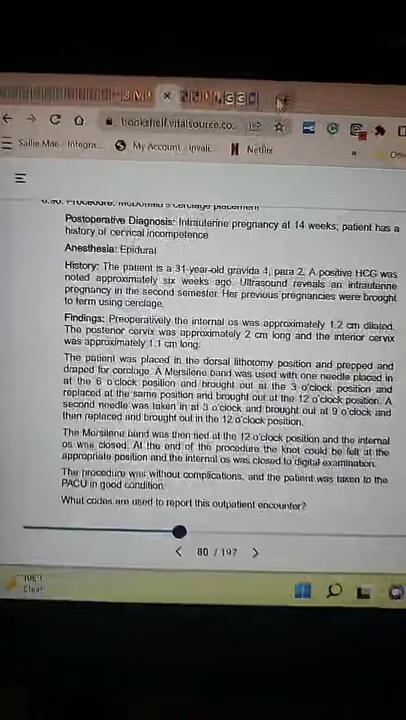 bookshelf.vitalsource.co...
Sallie Mae - Integra... My Account - Invali... Netflix
Procedure: McDonald's cerclage placement
Postoperative Diagnosis: Intrauterine pregnancy at 14 weeks; patient has a
history of cervical incompetence
Anesthesia: Epidural
History: The patient is a 31-year-old gravida 4, para 2. A positive HCG was
noted approximately six weeks ago. Ultrasound reveals an intrauterine
pregnancy in the second semester. Her previous pregnancies were brought
to term using cerclage.
Findings: Preoperatively the internal os was approximately 1.2 cm dilated.
The posterior cervix was approximately 2 cm long and the interior cervix
was approximately 1.1 cm long.
The patient was placed in the dorsal lithotomy position and prepped and
draped for cerclage. A Mersilene band was used with one needle placed in
at the 6 o'clock position and brought out at the 3 o'clock position and
replaced at the same position and brought out at the 12 o'clock position. A
second needle was taken in at 3 o'clock and brought out at 9 o'clock and
then replaced and brought out in the 12 o'clock position.
The Mersilene band was then tied at the 12 o'clock position and the internal
os was closed. At the end of the procedure the knot could be felt at the
appropriate position and the internal os was closed to digital examination.
The procedure was without complications, and the patient was taken to the
PACU in good condition.
What codes are used to report this outpatient encounter?
80 / 197
Clear